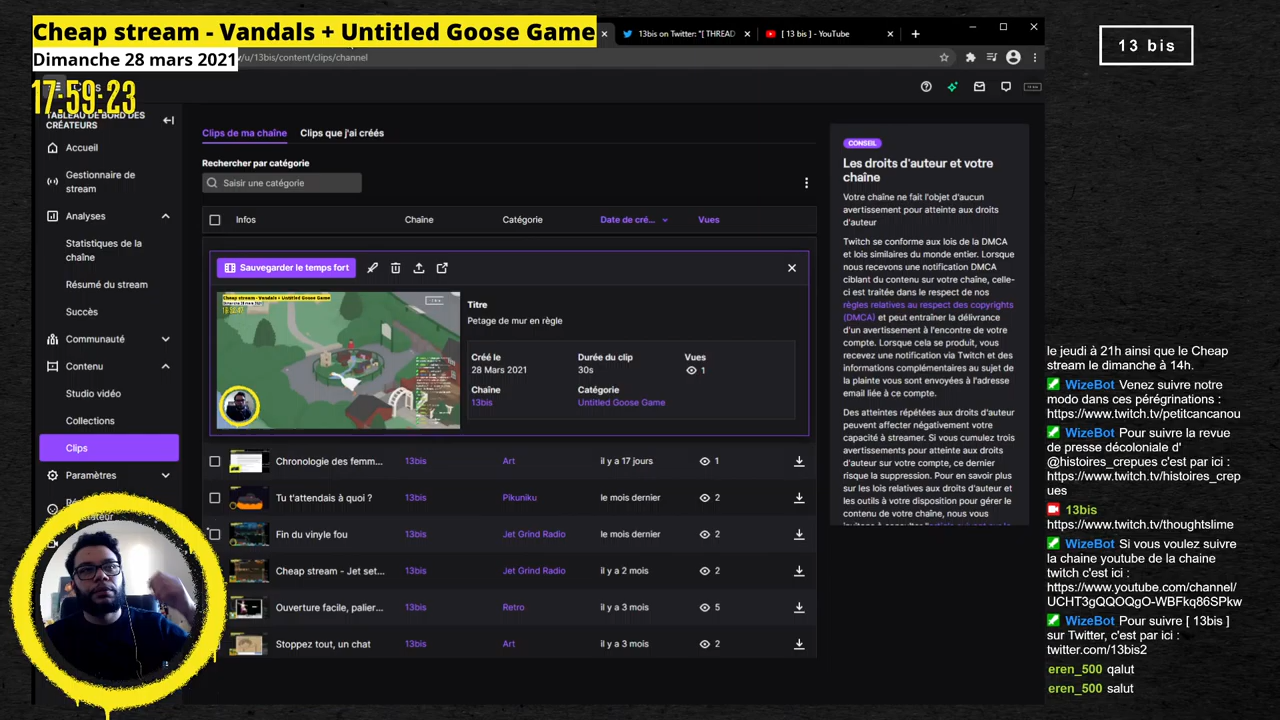 Cheap stream - Vandals + Untitled Goose Game
Dimanche 28 mars 2021
17:59:23
13bis on Twitter: "[ THREAD
[ 13 bis ] - YouTube
13 bis
/u/13bis/content/clips/channel
TABLEAU DE BORD DES CRÉATEURS
Accueil
Gestionnaire de stream
Analyses
Statistiques de la chaîne
Résumé du stream
Succès
Communauté
Contenu
Studio vidéo
Collections
Clips
Paramètres
Clips de ma chaîne
Clips que j'ai créés
Rechercher par catégorie
Saisir une catégorie
Infos
Chaîne
Catégorie
Date de cré...
Vues
Sauvegarder le temps fort
Titre
Petage de mur en règle
Créé le
Durée du clip
Vues
28 Mars 2021
30s
1
Chaîne
Catégorie
13bis
Untitled Goose Game
Chronologie des femm...
13bis
Art
il y a 17 jours
1
Tu t'attendais à quoi ?
13bis
Pikuniku
le mois dernier
2
Fin du vinyle fou
13bis
Jet Grind Radio
le mois dernier
2
Cheap stream - Jet set...
13bis
Jet Grind Radio
il y a 2 mois
2
Ouverture facile, palier...
13bis
Retro
il y a 3 mois
5
Stoppez tout, un chat
13bis
Art
il y a 3 mois
2
CONSEIL
Les droits d'auteur et votre
chaîne
Votre chaîne ne fait l'objet d'aucun
avertissement pour atteinte aux droits
d'auteur
Twitch se conforme aux lois de la DMCA
et lois similaires du monde entier. Lorsque
nous recevons une notification DMCA
ciblant du contenu sur votre chaîne, celle-
ci est traitée dans le respect de nos
règles relatives au respect des copyrights
(DMCA) et peut entraîner la délivrance
d'un avertissement à l'encontre de votre
compte. Lorsque cela se produit, vous
recevez une notification via Twitch et des
informations complémentaires au sujet de
la plainte vous sont envoyées à l'adresse
email liée à ce compte.
Des atteintes répétées aux droits d'auteur
peuvent affecter négativement votre
capacité à streamer. Si vous cumulez trois
avertissements pour atteinte aux droits
d'auteur sur votre compte, ce dernier
risque la suppression. Pour en savoir plus
sur les lois relatives aux droits d'auteur et
les outils à votre disposition pour gérer le
contenu de votre chaîne, nous vous
le jeudi à 21h ainsi que le Cheap
stream le dimanche à 14h.
WizeBot Venez suivre notre
modo dans ces pérégrinations :
https://www.twitch.tv/petitcancanou
WizeBot Pour suivre la revue
de presse décoloniale d'
@histoires_crepues c'est par ici :
https://www.twitch.tv/histoires_crep
ues
13bis
https://www.twitch.tv/thoughtslime
WizeBot Si vous voulez suivre
la chaine youtube de la chaine
twitch c'est ici :
https://www.youtube.com/channel/
UCHT3gQQOQgO-WBFkq86SPkw
WizeBot Pour suivre [ 13bis ]
sur Twitter, c'est par ici :
twitter.com/13bis2
eren_500 qalut
eren_500 salut